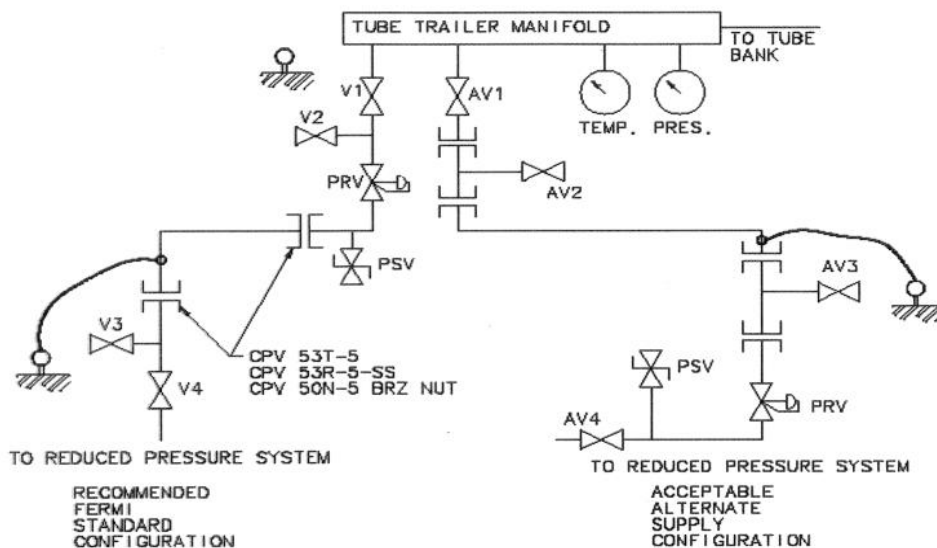 TUBE TRAILER MANIFOLD
TO TUBE
BANK
V1
AV1
TEMP.
PRES.
V2
PRV
AV2
PSV
AV3
V3
CPV 53T-5
CPV 53R-5-SS
CPV 50N-5 BRZ NUT
V4
PSV
PRV
AV4
TO REDUCED PRESSURE SYSTEM
TO REDUCED PRESSURE SYSTEM
RECOMMENDED
FERMI
STANDARD
CONFIGURATION
ACCEPTABLE
ALTERNATE
SUPPLY
CONFIGURATION